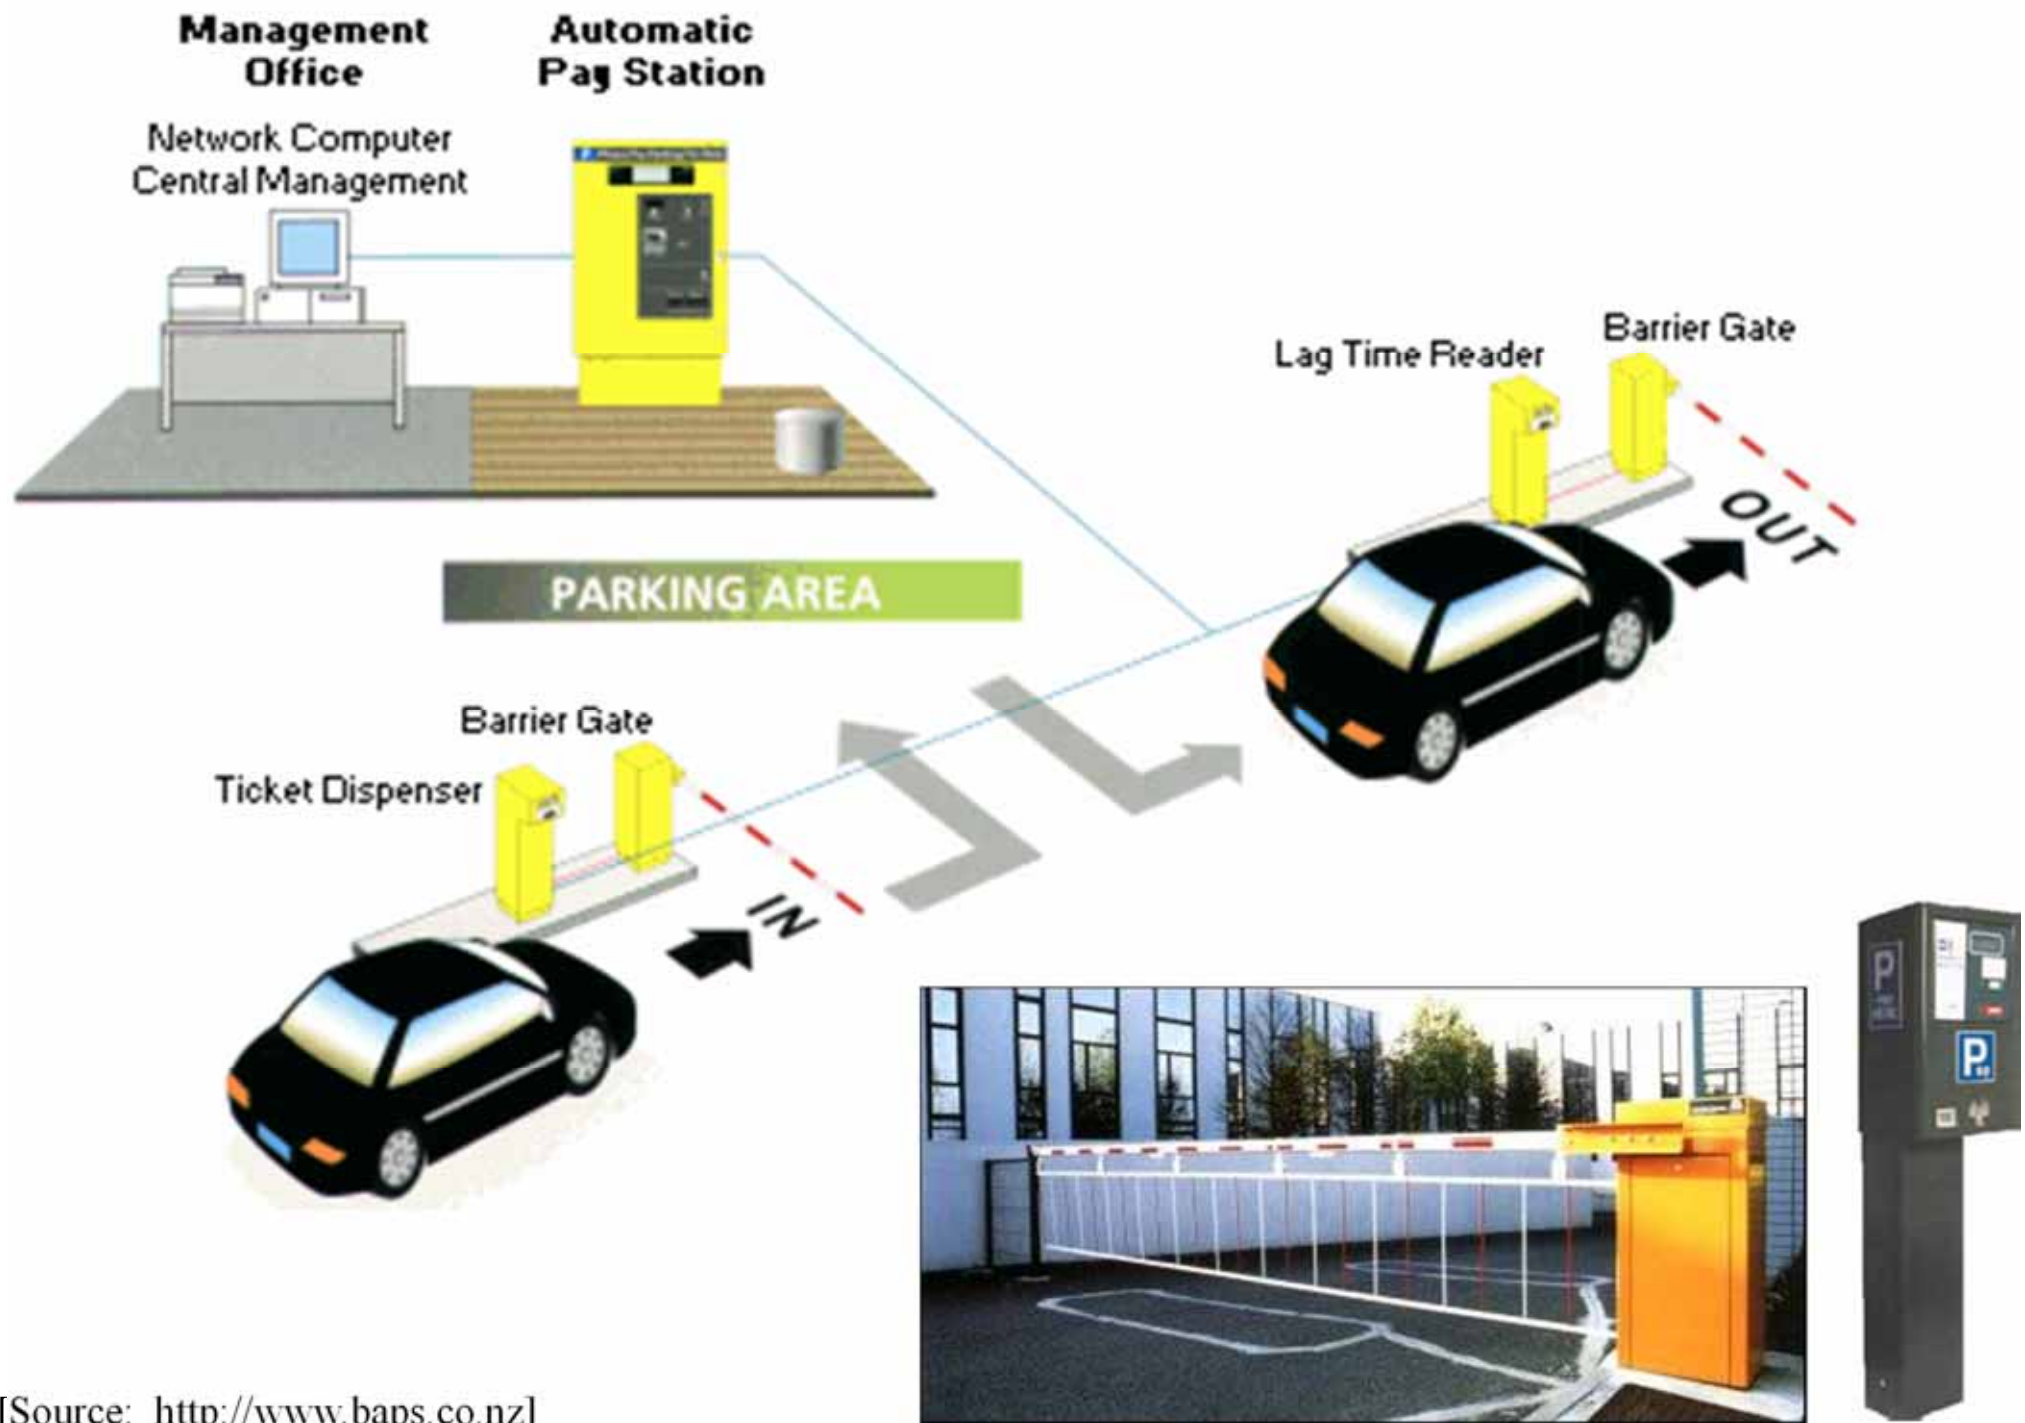 Management
Office
Automatic
Pay Station
Network Computer
Central Management
Barrier Gate
Lag Time Reader
OUT
PARKING AREA
Barrier Gate
Ticket Dispenser
IN
P
P
[Source: http://www.baps.co.nz]